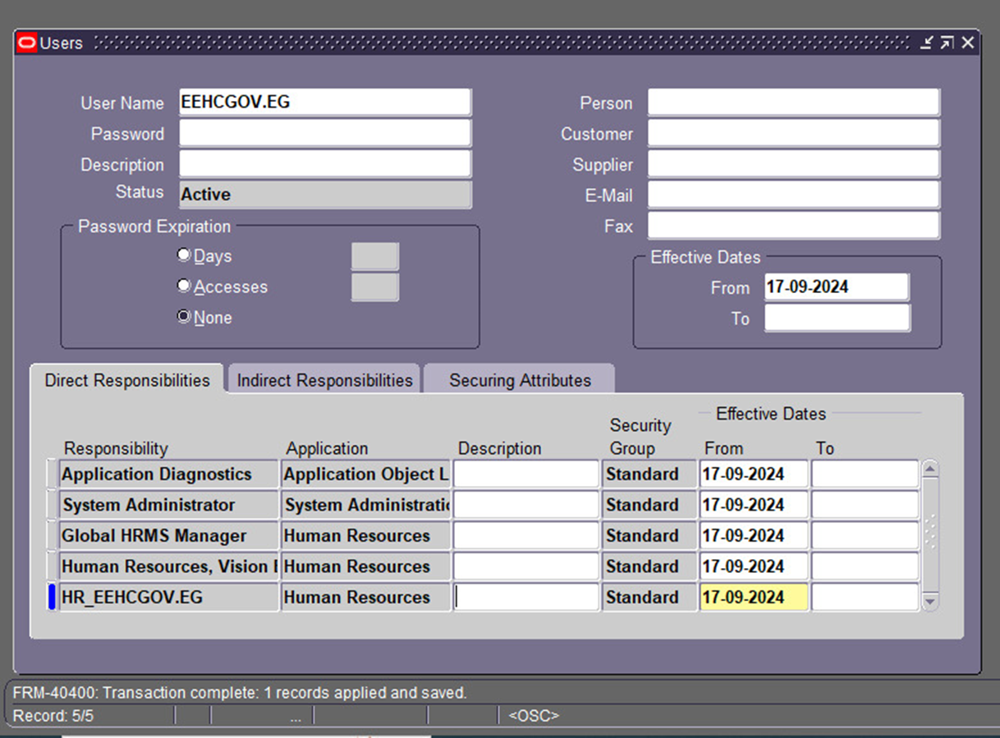 Users
User Name EEHCGOV.EG
Password
Description
Status Active
Person
Customer
Supplier
E-Mail
Fax
Password Expiration
Days
Accesses
None
Effective Dates
From 17-09-2024
To
Direct Responsibilities Indirect Responsibilities Securing Attributes
Effective Dates
Responsibility Application Description Security Group From To
Application Diagnostics Application Object L Standard 17-09-2024
System Administrator System Administratio Standard 17-09-2024
Global HRMS Manager Human Resources Standard 17-09-2024
Human Resources, Vision Human Resources Standard 17-09-2024
HR_EEHCGOV.EG Human Resources Standard 17-09-2024
FRM-40400: Transaction complete: 1 records applied and saved.
Record: 5/5 ... <OSC>